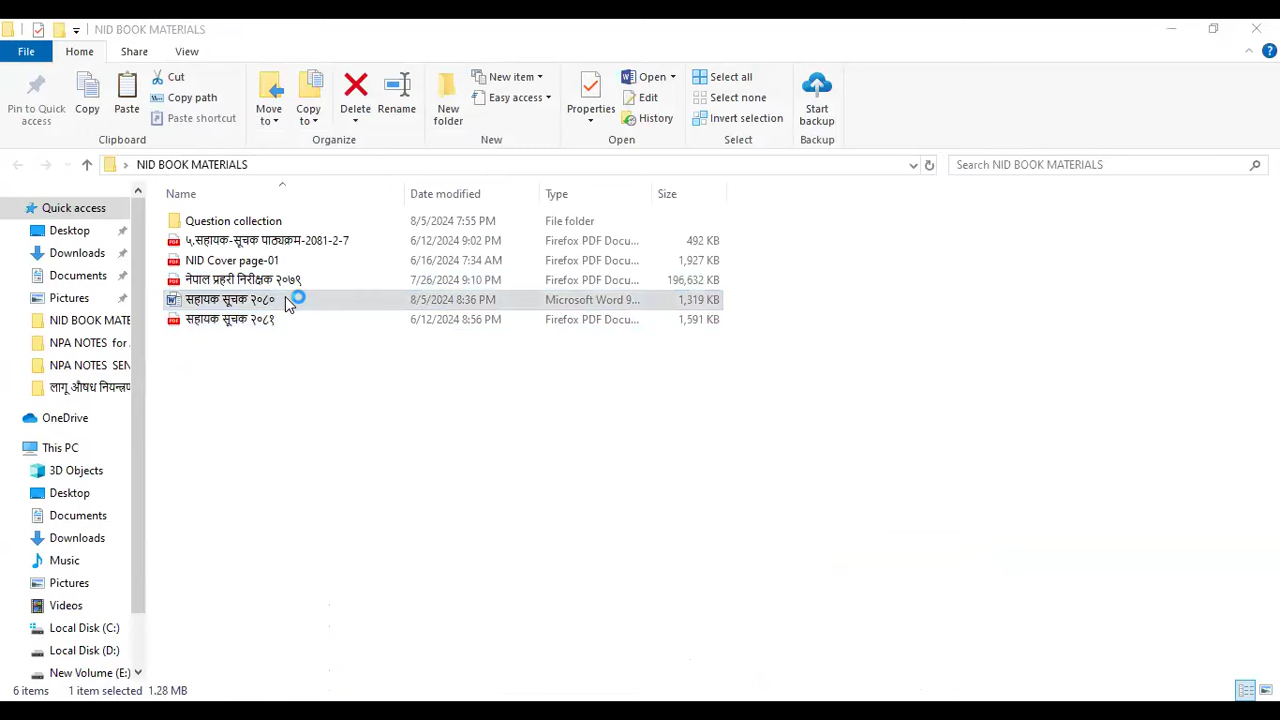 NID BOOK MATERIALS
File Home Share View
Pin to Quick access
Copy
Paste
Cut
Copy path
Paste shortcut
Clipboard
Move to
Copy to
Delete
Rename
Organize
New folder
New item
Easy access
New
Properties
Open
Edit
History
Open
Select all
Select none
Invert selection
Select
Start backup
Backup
NID BOOK MATERIALS
Search NID BOOK MATERIALS
Name Date modified Type Size
Question collection 8/5/2024 7:55 PM File folder
५.सहायक-सूचक पाठ्यक्रम-2081-2-7 6/12/2024 9:02 PM Firefox PDF Docu... 492 KB
NID Cover page-01 6/16/2024 7:34 AM Firefox PDF Docu... 1,927 KB
नेपाल प्रहरी निरीक्षक २०७९ 7/26/2024 9:10 PM Firefox PDF Docu... 196,632 KB
सहायक सूचक २०८० 8/5/2024 8:36 PM Microsoft Word 9... 1,319 KB
सहायक सूचक २०८१ 6/12/2024 8:56 PM Firefox PDF Docu... 1,591 KB
Quick access
Desktop
Downloads
Documents
Pictures
NID BOOK MATE
NPA NOTES for
NPA NOTES SEN
लागू औषध नियन्त्रण
OneDrive
This PC
3D Objects
Desktop
Documents
Downloads
Music
Pictures
Videos
Local Disk (C:)
Local Disk (D:)
New Volume (E:)
6 items 1 item selected 1.28 MB